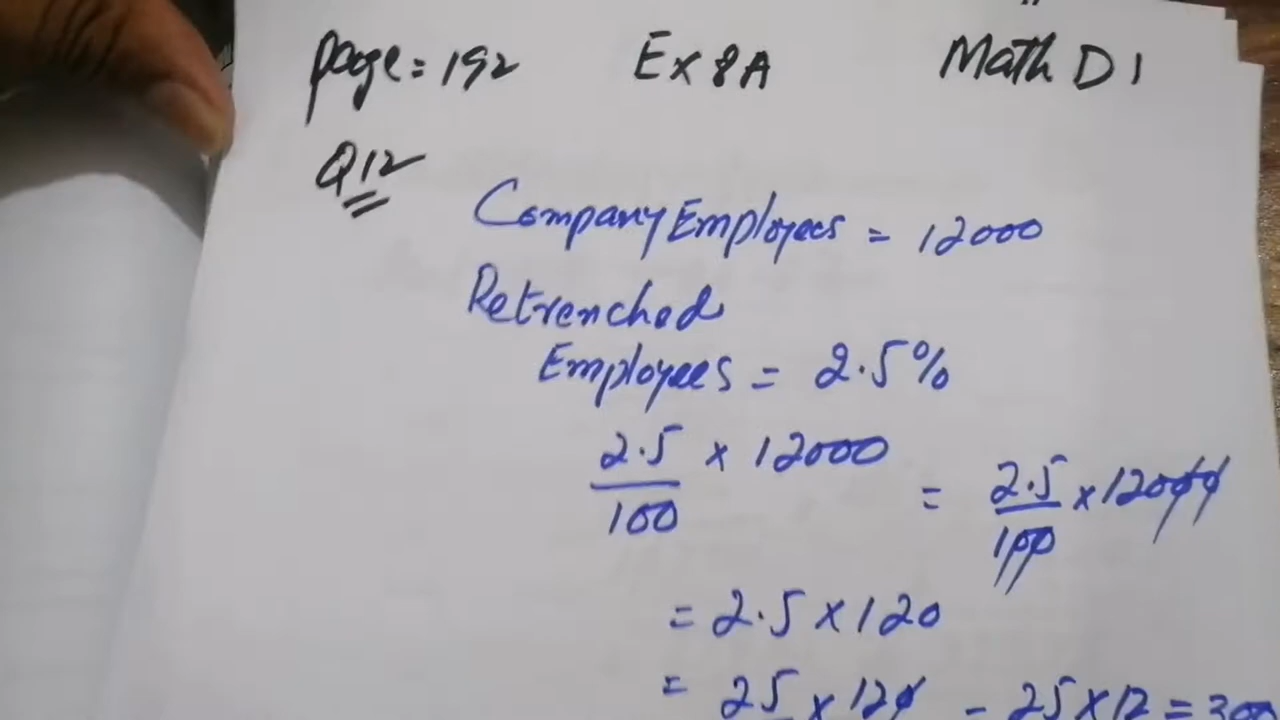 Page = 192 Ex 8A Math D1
Q12
Company Employees = 12000
Retrenched
Employees = 2.5%
2.5/100 × 12000 = 2.5/100 × 12000
= 2.5 × 120
= 25 × 120 = 25 × 12 = 300